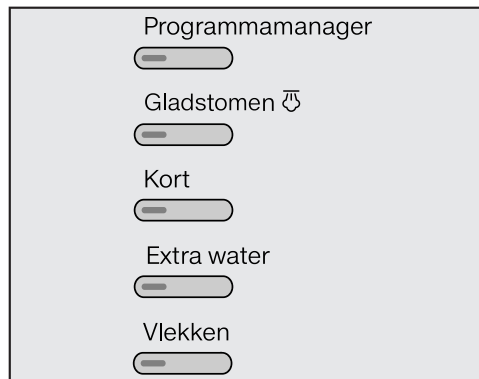 Programmamanager
Gladstomen
Kort
Extra water
Vlekken